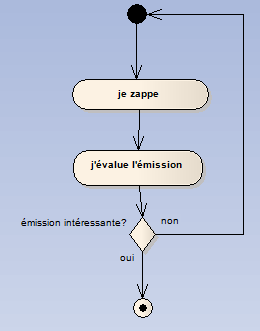 je zappe
j'évalue l'émission
émission intéressante?
non
oui